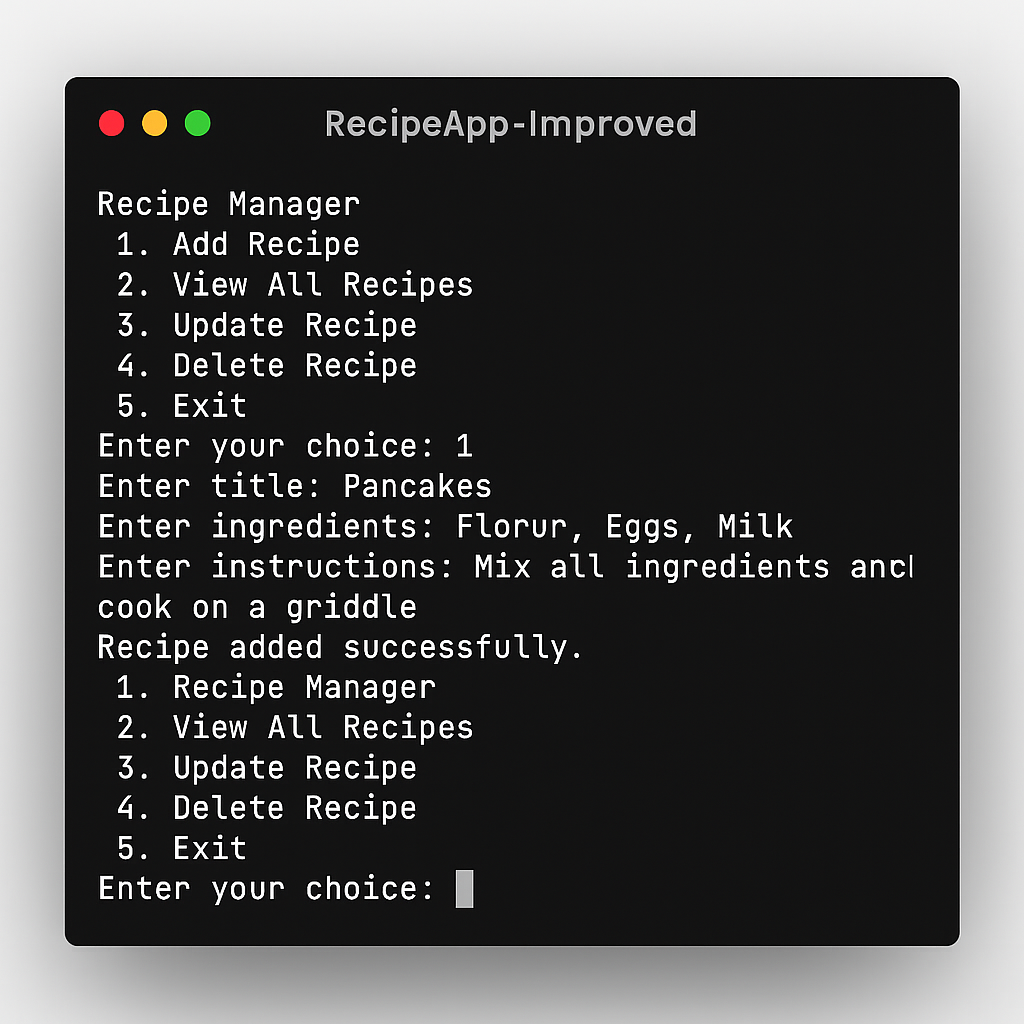 RecipeApp-Improved
Recipe Manager
1. Add Recipe
2. View All Recipes
3. Update Recipe
4. Delete Recipe
5. Exit
Enter your choice: 1
Enter title: Pancakes
Enter ingredients: Florur, Eggs, Milk
Enter instructions: Mix all ingredients and
cook on a griddle
Recipe added successfully.
1. Recipe Manager
2. View All Recipes
3. Update Recipe
4. Delete Recipe
5. Exit
Enter your choice: